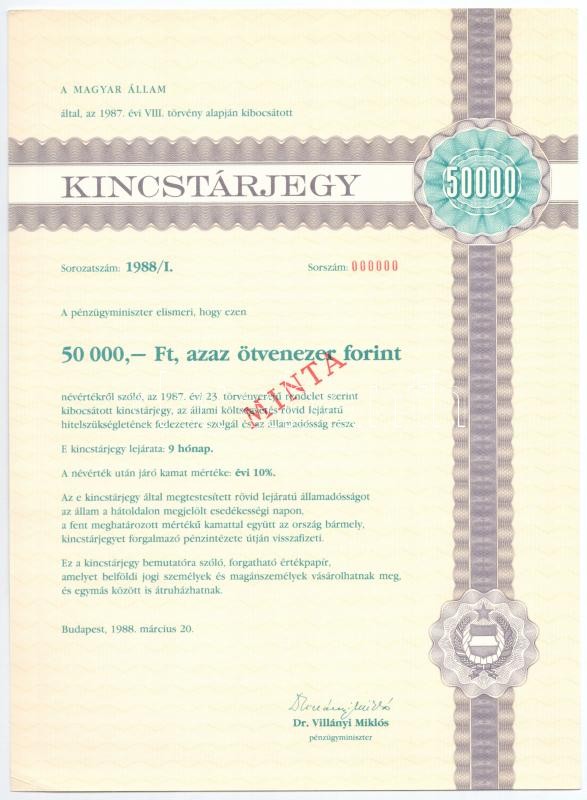 A MAGYAR ÁLLAM
által, az 1987. évi VIII. törvény alapján kibocsátott
KINCSTÁRJEGY
50000
Sorozatszám: 1988/I.
Sorszám: 000000
A pénzügyminiszter elismeri, hogy ezen
50 000,— Ft, azaz ötvenezer forint
MINTA
névértékről szóló, az 1987. évi 23. törvényerejű rendelet szerint
kibocsátott kincstárjegy, az állami költségvetés rövid lejáratú
hitelszükségletének fedezetére szolgál és az államadósság része
E kincstárjegy lejárata: 9 hónap.
A névérték után járó kamat mértéke: évi 10%.
Az e kincstárjegy által megtestesített rövid lejáratú államadósságot
az állam a hátoldalon megjelölt esedékességi napon,
a fent meghatározott mértékű kamattal együtt az ország bármely,
kincstárjegyet forgalmazó pénzintézete útján visszafizeti.
Ez a kincstárjegy bemutatóra szóló, forgatható értékpapír,
amelyet belföldi jogi személyek és magánszemélyek vásárolhatnak meg,
és egymás között is átruházhatnak.
Budapest, 1988. március 20.
Dr. Villányi Miklós
pénzügyminiszter